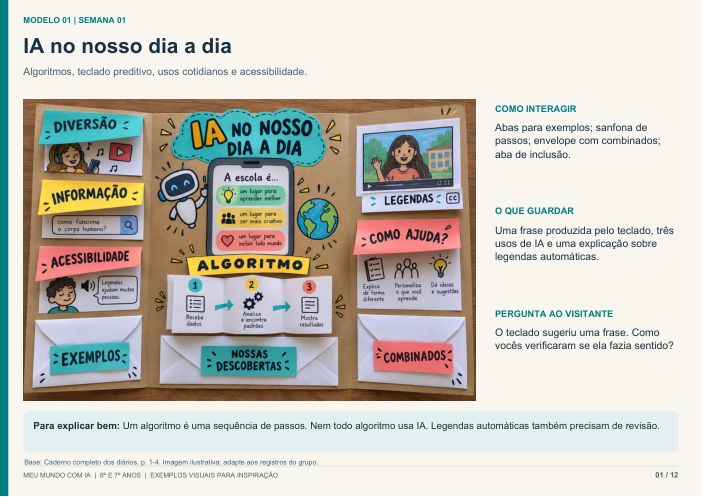 MODELO 01 | SEMANA 01
IA no nosso dia a dia
Algoritmos, teclado preditivo, usos cotidianos e acessibilidade.
DIVERSÃO
INFORMAÇÃO
como funciona
o corpo humano?
ACESSIBILIDADE
Legendas
ajudam muitas
pessoas.
EXEMPLOS
IA NO NOSSO
DIA A DIA
A escola é...
um lugar para
aprender melhor
um lugar para
ser mais criativo
um lugar para
incluir todo mundo
ALGORITMO
1
2
3
Recebe
dados
Analisa
e encontra
padrões
Mostra
resultados
NOSSAS
DESCOBERTAS
LEGENDAS CC
COMO AJUDA?
Explica
de forma
diferente
Personaliza
o que você
aprende
Dá ideias
e sugestões
COMBINADOS
COMO INTERAGIR
Abas para exemplos; sanfona de
passos; envelope com combinados;
aba de inclusão.
O QUE GUARDAR
Uma frase produzida pelo teclado, três
usos de IA e uma explicação sobre
legendas automáticas.
PERGUNTA AO VISITANTE
O teclado sugeriu uma frase. Como
vocês verificaram se ela fazia sentido?
Para explicar bem: Um algoritmo é uma sequência de passos. Nem todo algoritmo usa IA. Legendas automáticas também precisam de revisão.
Base: Caderno completo dos diários, p. 1-4. Imagem ilustrativa; adapte aos registros do grupo.
MEU MUNDO COM IA | 6º E 7º ANOS | EXEMPLOS VISUAIS PARA INSPIRAÇÃO
01 / 12